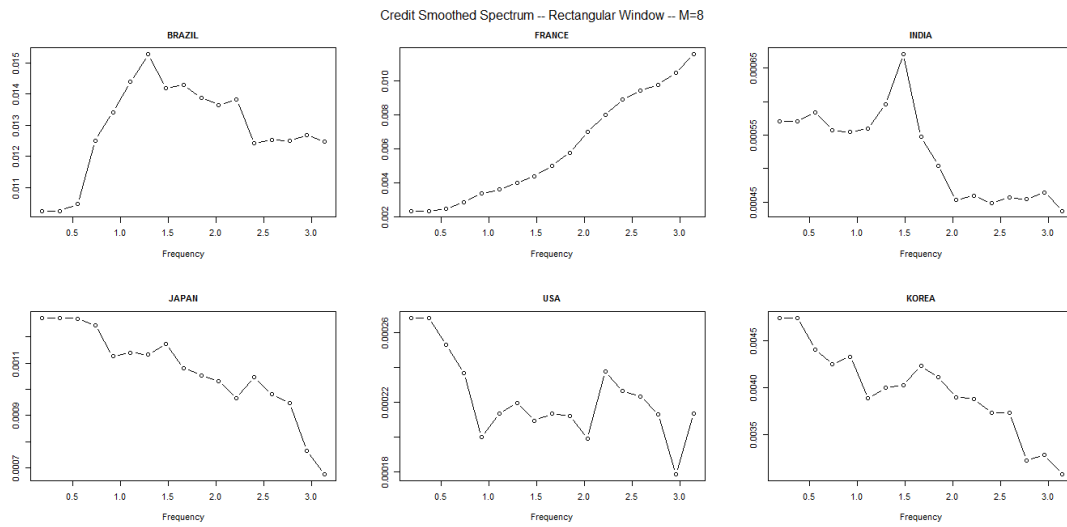 Credit Smoothed Spectrum -- Rectangular Window -- M=8
BRAZIL
0.015
0.014
0.013
0.012
0.011
0.5 1.0 1.5 2.0 2.5 3.0
Frequency
FRANCE
0.010
0.008
0.006
0.004
0.002
0.5 1.0 1.5 2.0 2.5 3.0
Frequency
INDIA
0.00065
0.00055
0.00045
0.5 1.0 1.5 2.0 2.5 3.0
Frequency
JAPAN
0.0011
0.0009
0.0007
0.5 1.0 1.5 2.0 2.5 3.0
Frequency
USA
0.00026
0.00022
0.00018
0.5 1.0 1.5 2.0 2.5 3.0
Frequency
KOREA
0.0045
0.0040
0.0035
0.5 1.0 1.5 2.0 2.5 3.0
Frequency